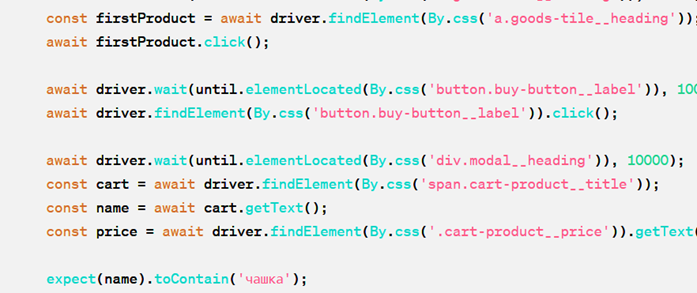 const firstProduct = await driver.findElement(By.css('a.goods-tile__heading'));
await firstProduct.click();
await driver.wait(until.elementLocated(By.css('button.buy-button__label')), 100
await driver.findElement(By.css('button.buy-button__label')).click();
await driver.wait(until.elementLocated(By.css('div.modal__heading')), 10000);
const cart = await driver.findElement(By.css('span.cart-product__title'));
const name = await cart.getText();
const price = await driver.findElement(By.css('.cart-product__price')).getText(
expect(name).toContain('чашка');